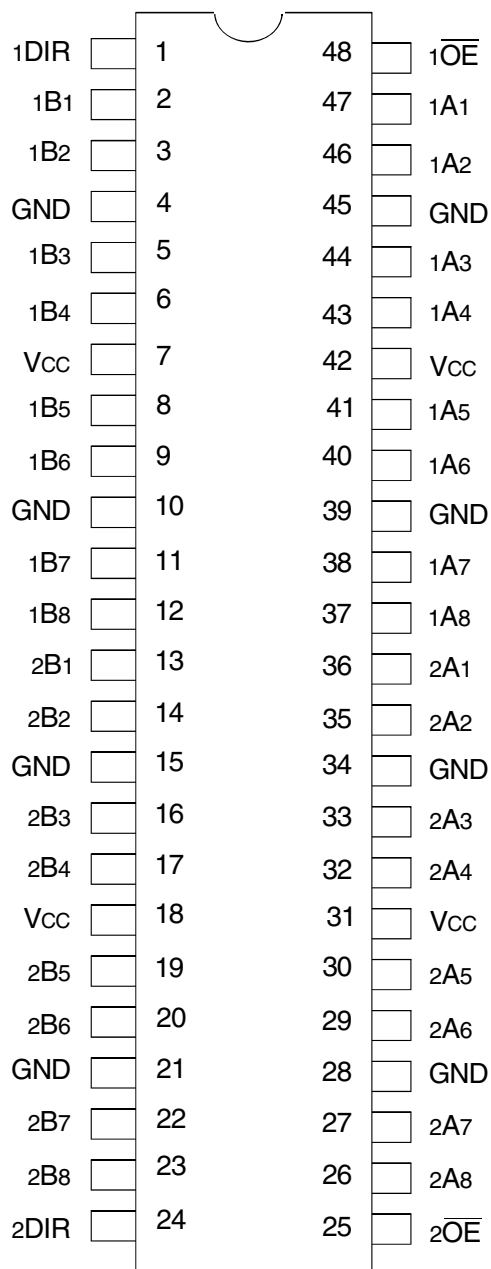 1DIR 1 48 1O̅E̅
1B1 2 47 1A1
1B2 3 46 1A2
GND 4 45 GND
1B3 5 44 1A3
1B4 6 43 1A4
VCC 7 42 VCC
1B5 8 41 1A5
1B6 9 40 1A6
GND 10 39 GND
1B7 11 38 1A7
1B8 12 37 1A8
2B1 13 36 2A1
2B2 14 35 2A2
GND 15 34 GND
2B3 16 33 2A3
2B4 17 32 2A4
VCC 18 31 VCC
2B5 19 30 2A5
2B6 20 29 2A6
GND 21 28 GND
2B7 22 27 2A7
2B8 23 26 2A8
2DIR 24 25 2O̅E̅